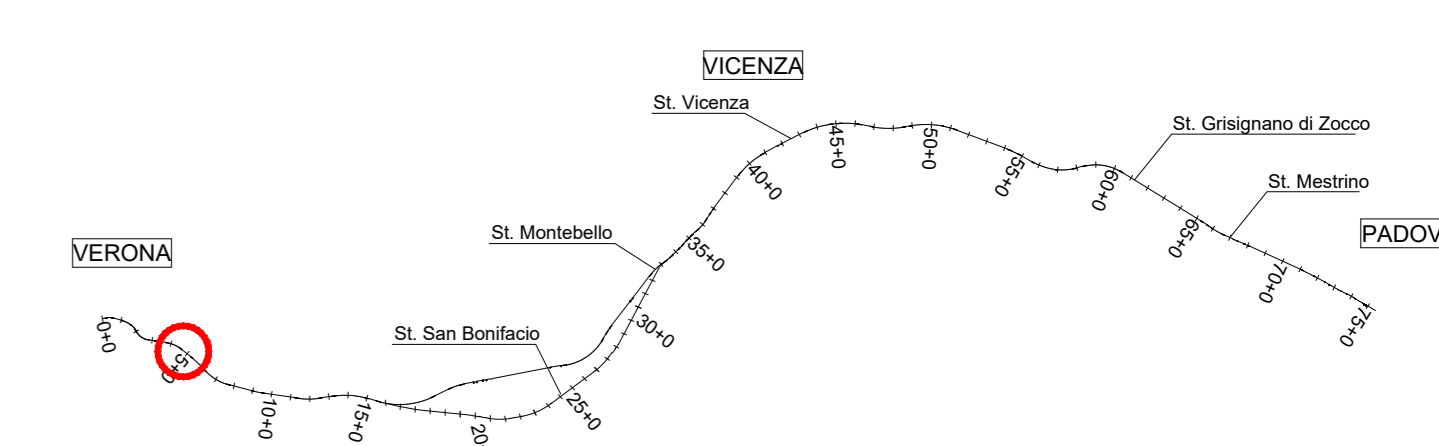 VICENZA
St. Vicenza
St. Grisignano di Zocco
St. Mestrino
St. Montebello
VERONA
PADOV
St. San Bonifacio
0+0
5+0
10+0
15+0
20
25+0
30+0
35+0
40+0
45+0
50+0
55+0
60+0
65+0
70+0
75+0